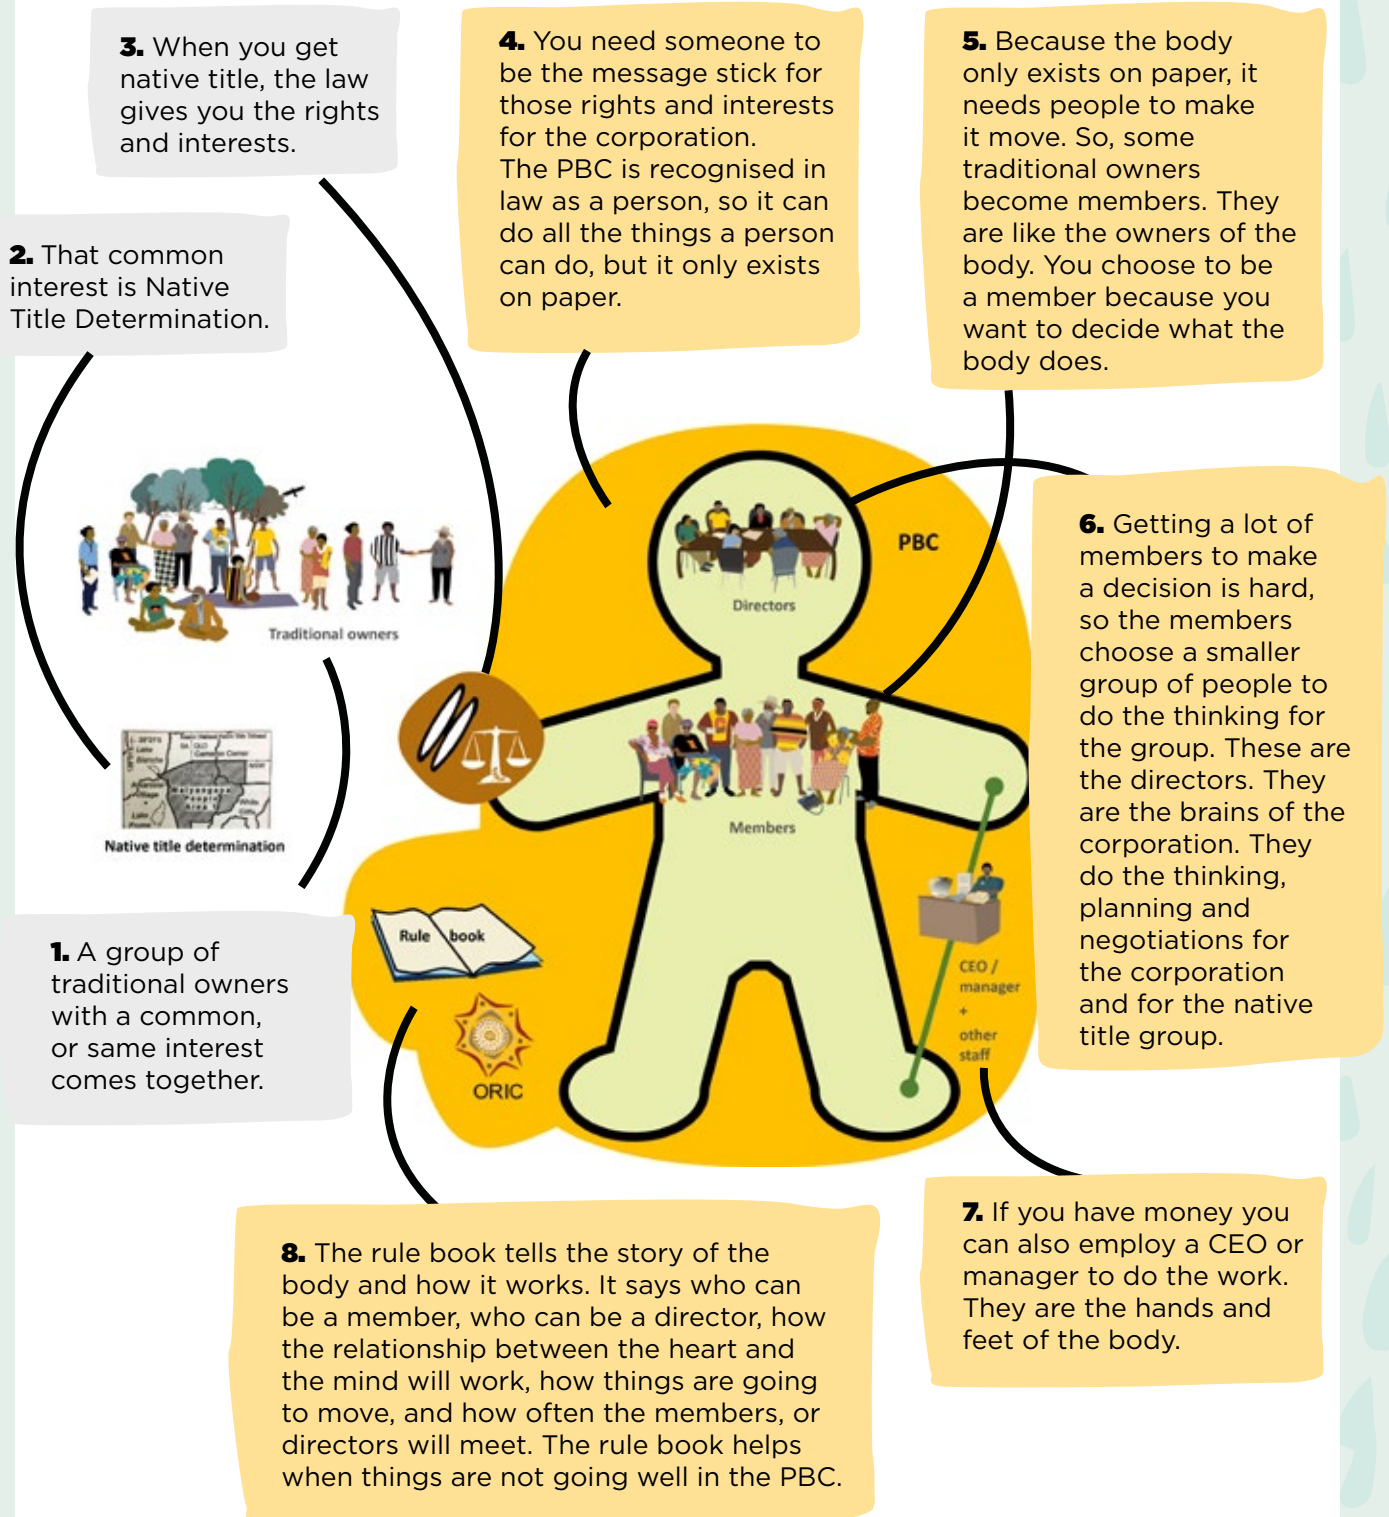 3. When you get
native title, the law
gives you the rights
and interests.
4. You need someone to
be the message stick for
those rights and interests
for the corporation.
The PBC is recognised in
law as a person, so it can
do all the things a person
can do, but it only exists
on paper.
5. Because the body
only exists on paper, it
needs people to make
it move. So, some
traditional owners
become members. They
are like the owners of the
body. You choose to be
a member because you
want to decide what the
body does.
2. That common
interest is Native
Title Determination.
PBC
Directors
Traditional owners
6. Getting a lot of
members to make
a decision is hard,
so the members
choose a smaller
group of people to
do the thinking for
the group. These are
the directors. They
are the brains of the
corporation. They
do the thinking,
planning and
negotiations for
the corporation
and for the native
title group.
Members
Native title determination
Rule book
CEO /
manager
+
other
staff
ORIC
1. A group of
traditional owners
with a common,
or same interest
comes together.
7. If you have money you
can also employ a CEO or
manager to do the work.
They are the hands and
feet of the body.
8. The rule book tells the story of the
body and how it works. It says who can
be a member, who can be a director, how
the relationship between the heart and
the mind will work, how things are going
to move, and how often the members, or
directors will meet. The rule book helps
when things are not going well in the PBC.